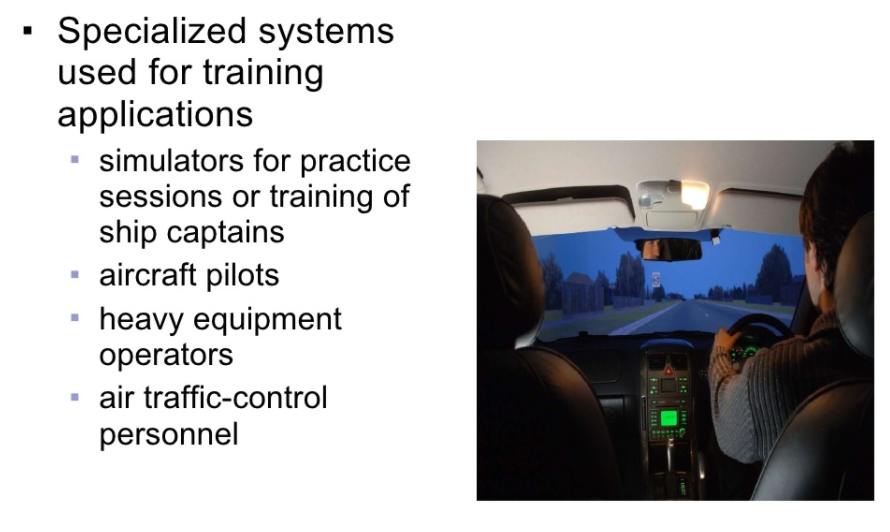 ▪ Specialized systems
used for training
applications
▪ simulators for practice
sessions or training of
ship captains
▪ aircraft pilots
▪ heavy equipment
operators
▪ air traffic-control
personnel